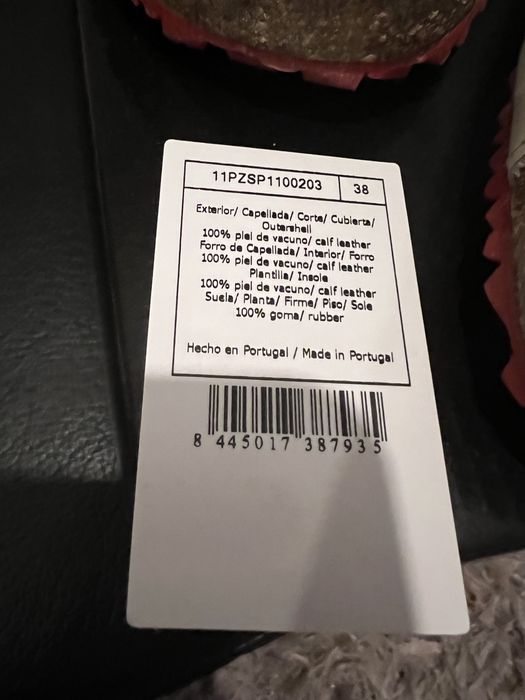 11PZSP1100203 38
Exterior/ Capellada/ Corte/ Cubierta/
Outershell
100% piel de vacuno/ calf leather
Forro de Capellada/ Interior/ Forro
100% piel de vacuno/ calf leather
Plantilla/ Insole
100% piel de vacuno/ calf leather
Suela/ Planta/ Firme/ Piso/ Sole
100% goma/ rubber
Hecho en Portugal / Made in Portugal
8 445017 387935